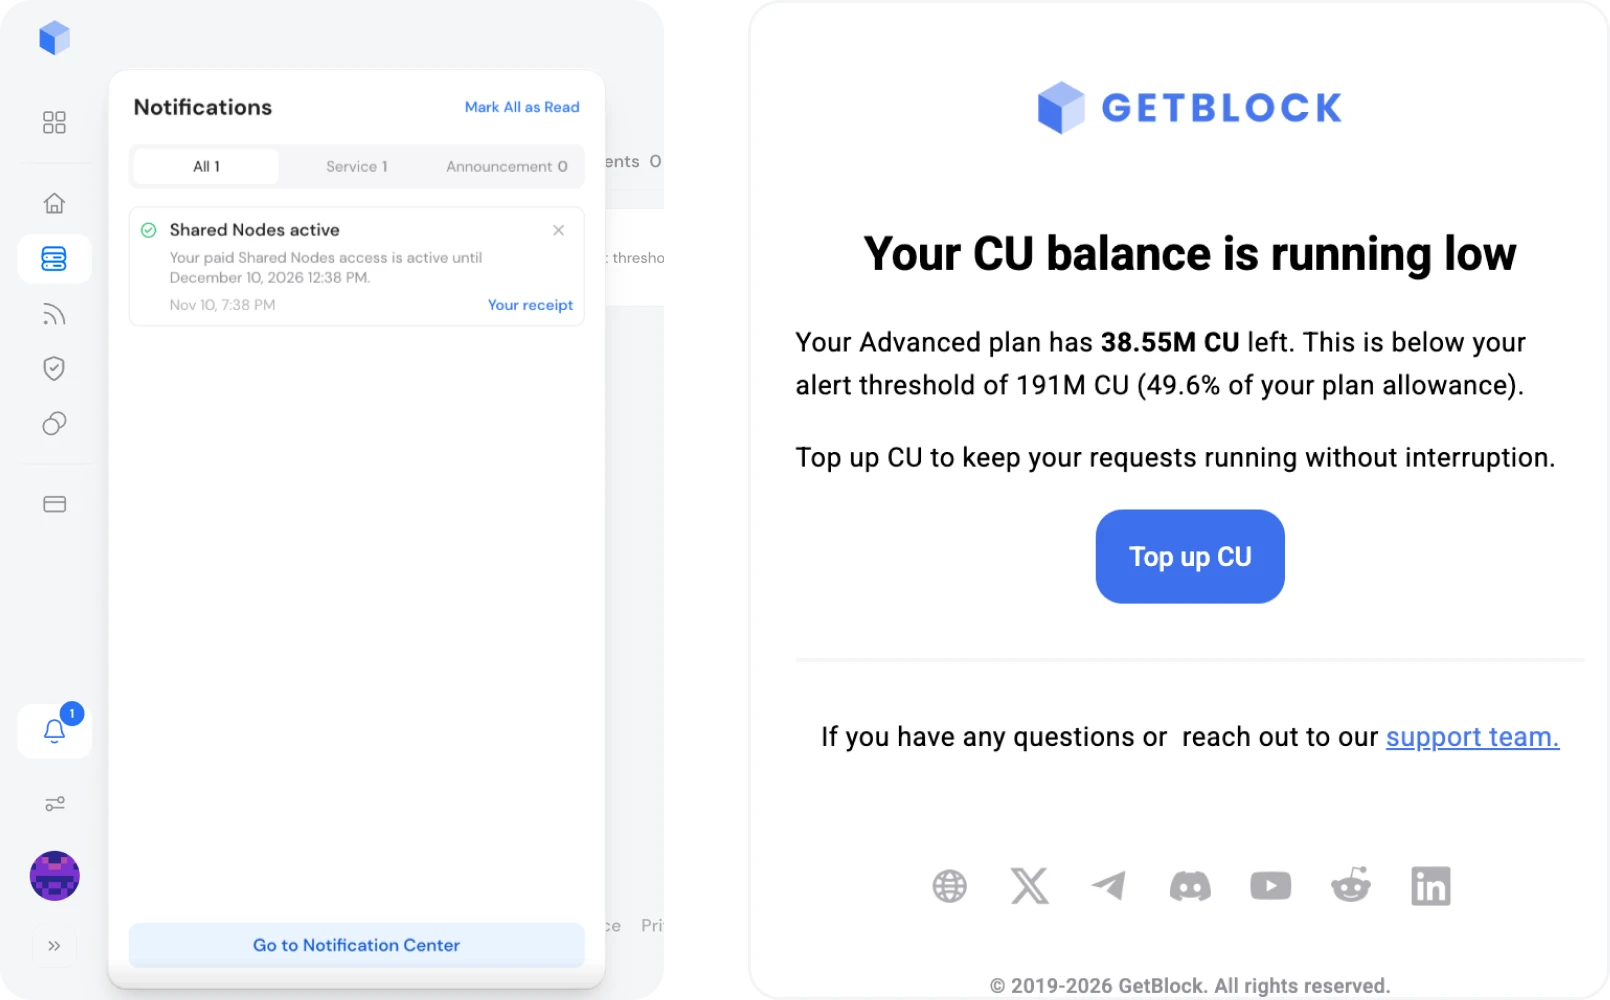 Notifications
Mark All as Read
All 1
Service 1
Announcement 0
Shared Nodes active
Your paid Shared Nodes access is active until
December 10, 2026 12:38 PM.
Nov 10, 7:38 PM
Your receipt
1
Go to Notification Center
ents 0
t thresho
ce Pri
GETBLOCK
Your CU balance is running low
Your Advanced plan has 38.55M CU left. This is below your
alert threshold of 191M CU (49.6% of your plan allowance).
Top up CU to keep your requests running without interruption.
Top up CU
If you have any questions or  reach out to our support team.
in
© 2019-2026 GetBlock. All rights reserved.